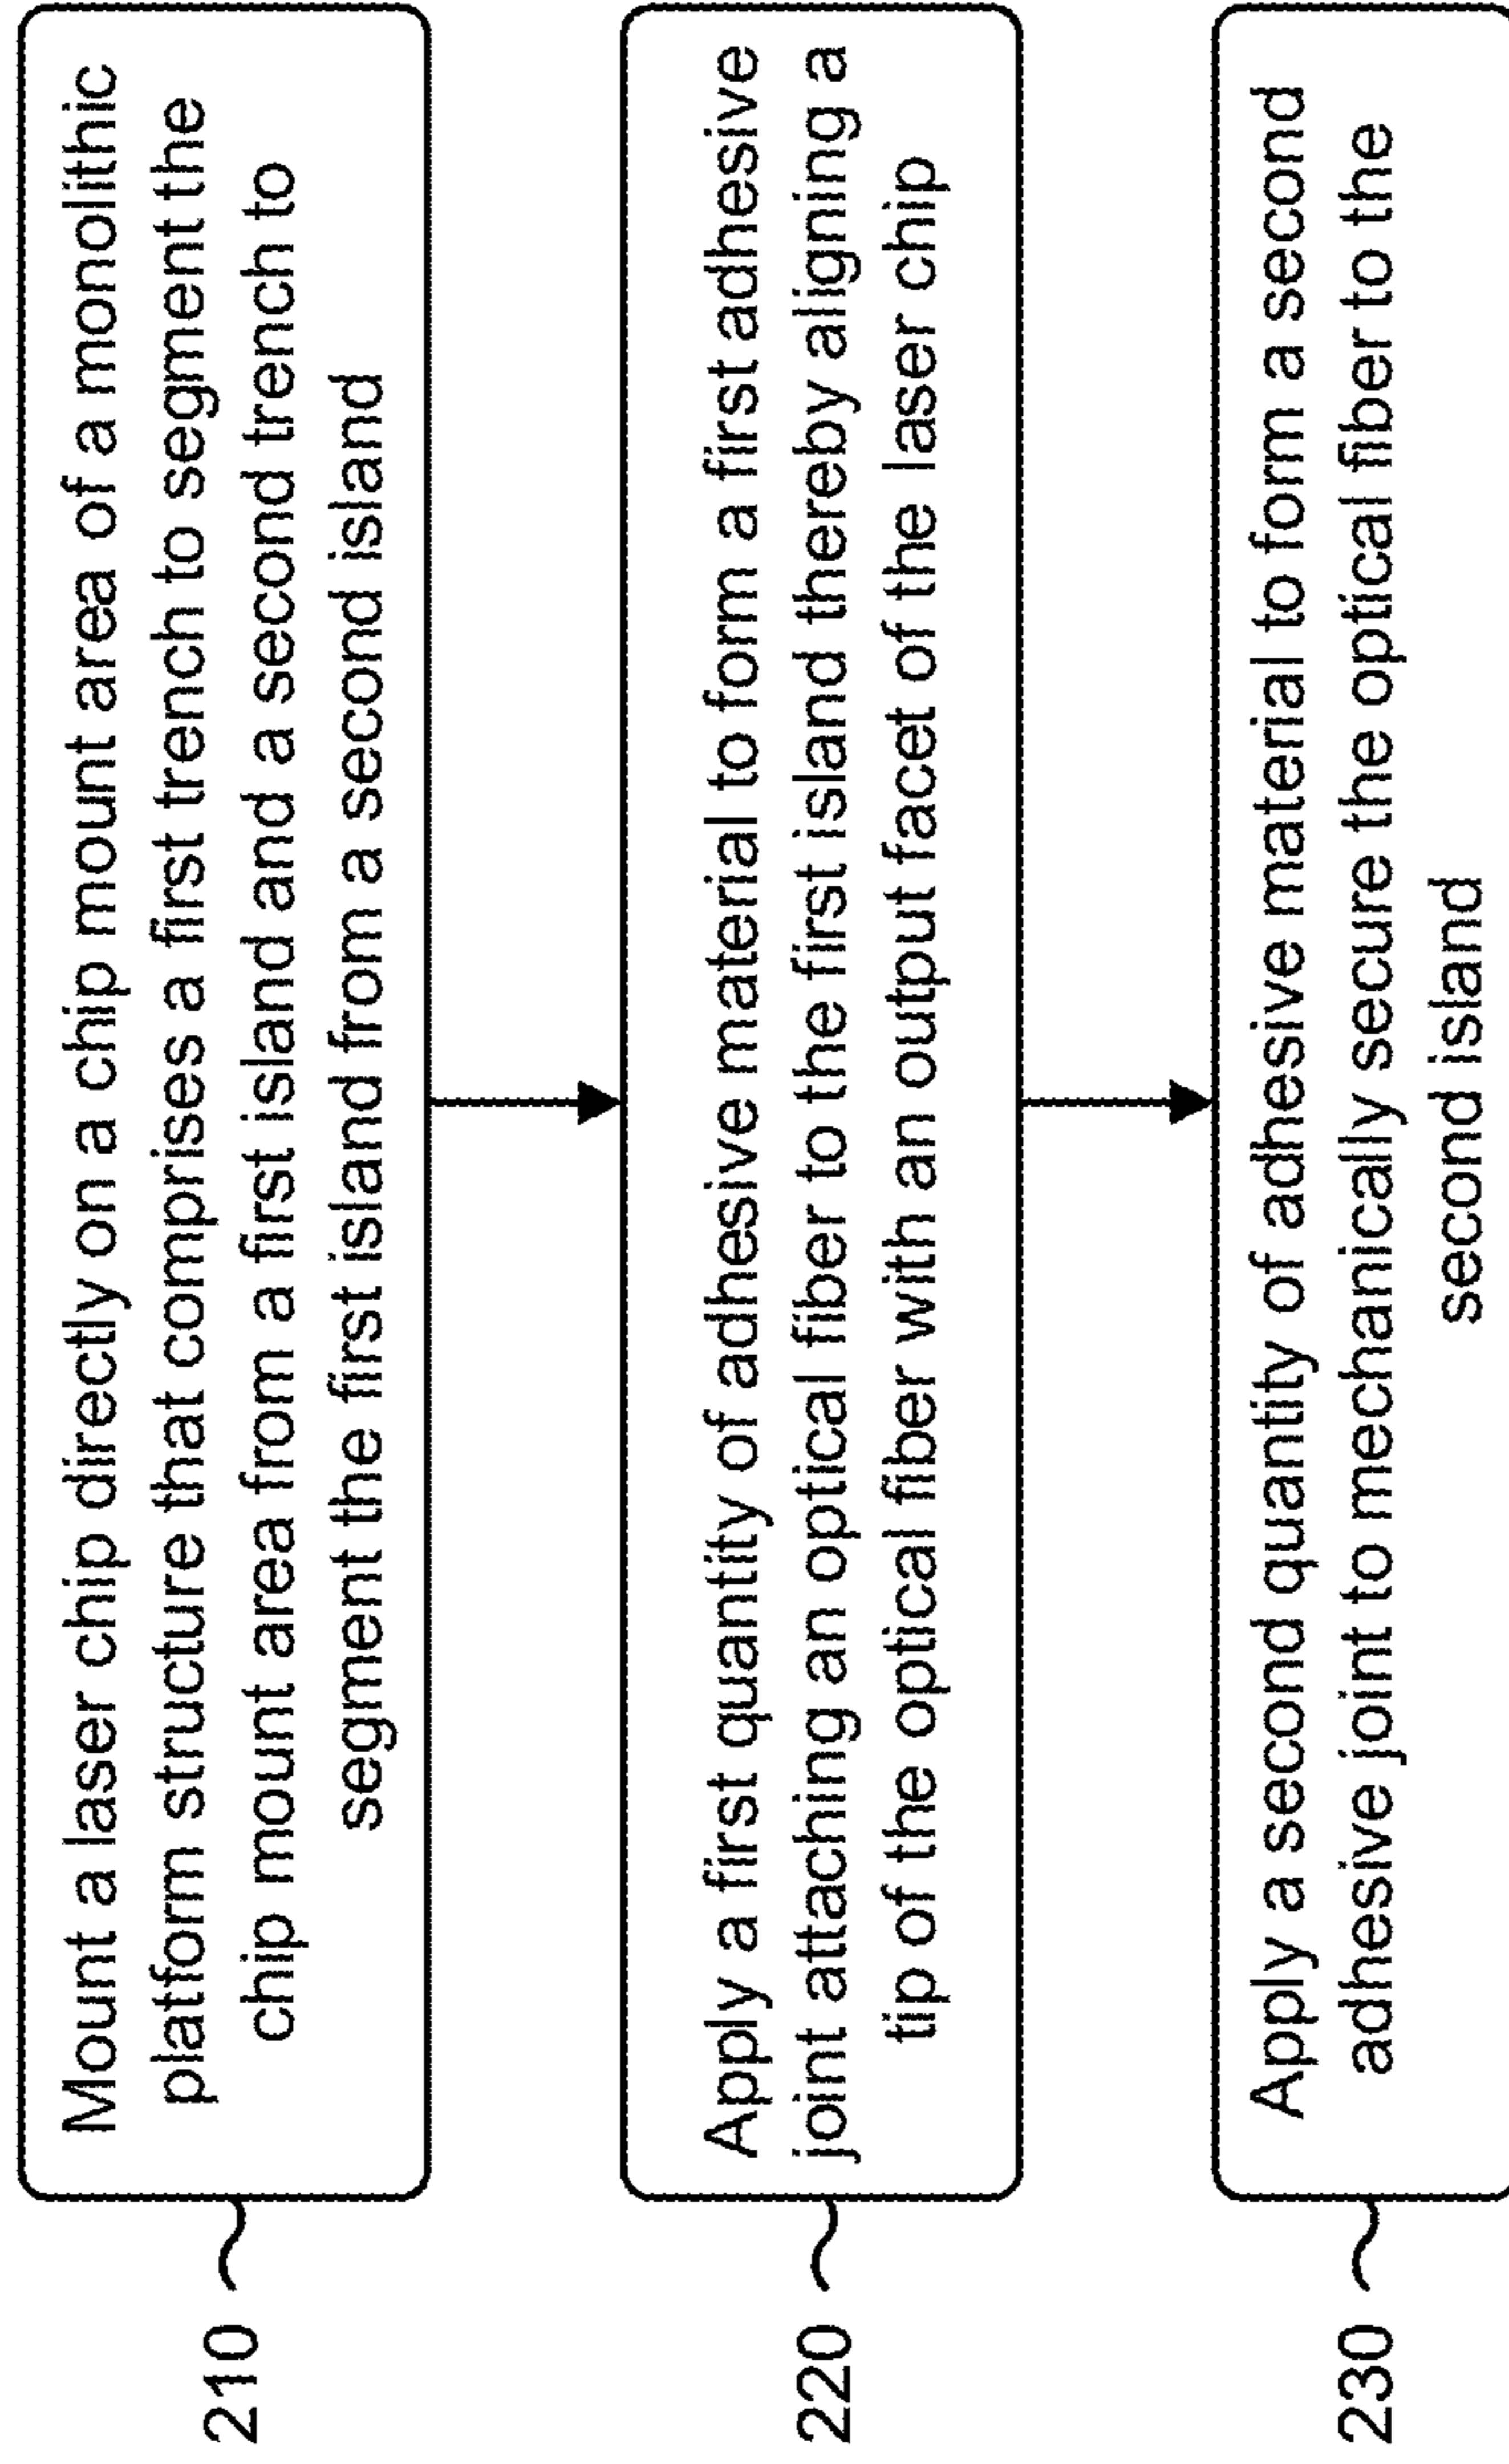 210
Mount a laser chip directly on a chip mount area of a monolithic
platform structure that comprises a first trench to segment the
chip mount area from a first island and a second trench to
segment the first island from a second island
220
Apply a first quantity of adhesive material to form a first adhesive
joint attaching an optical fiber to the first island thereby aligning a
tip of the optical fiber with an output facet of the laser chip
230
Apply a second quantity of adhesive material to form a second
adhesive joint to mechanically secure the optical fiber to the
second island